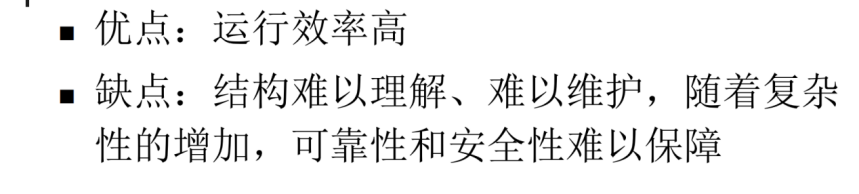 ▪ 优点：运行效率高
▪ 缺点：结构难以理解、难以维护，随着复杂
性的增加，可靠性和安全性难以保障